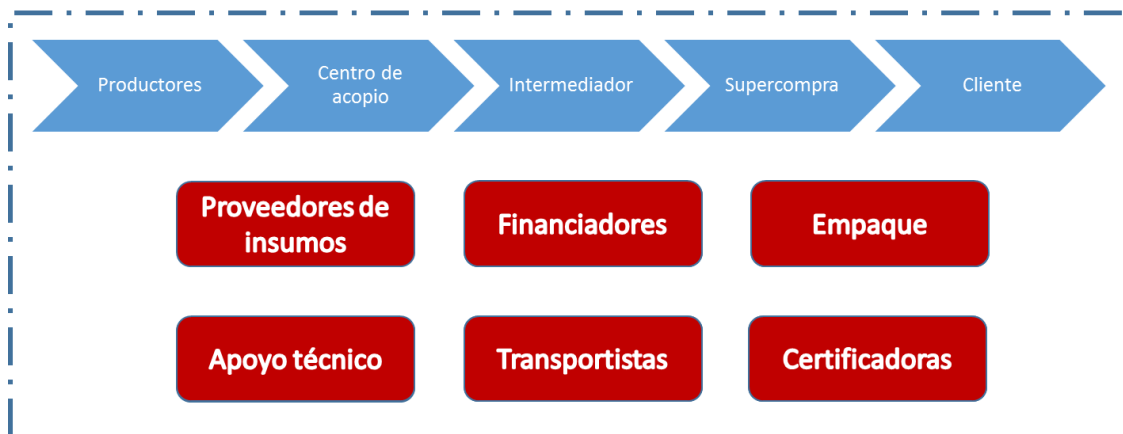 Productores
Centro de
acopio
Intermediador
Supercompra
Cliente
Proveedores de
insumos
Financiadores
Empaque
Apoyo técnico
Transportistas
Certificadoras